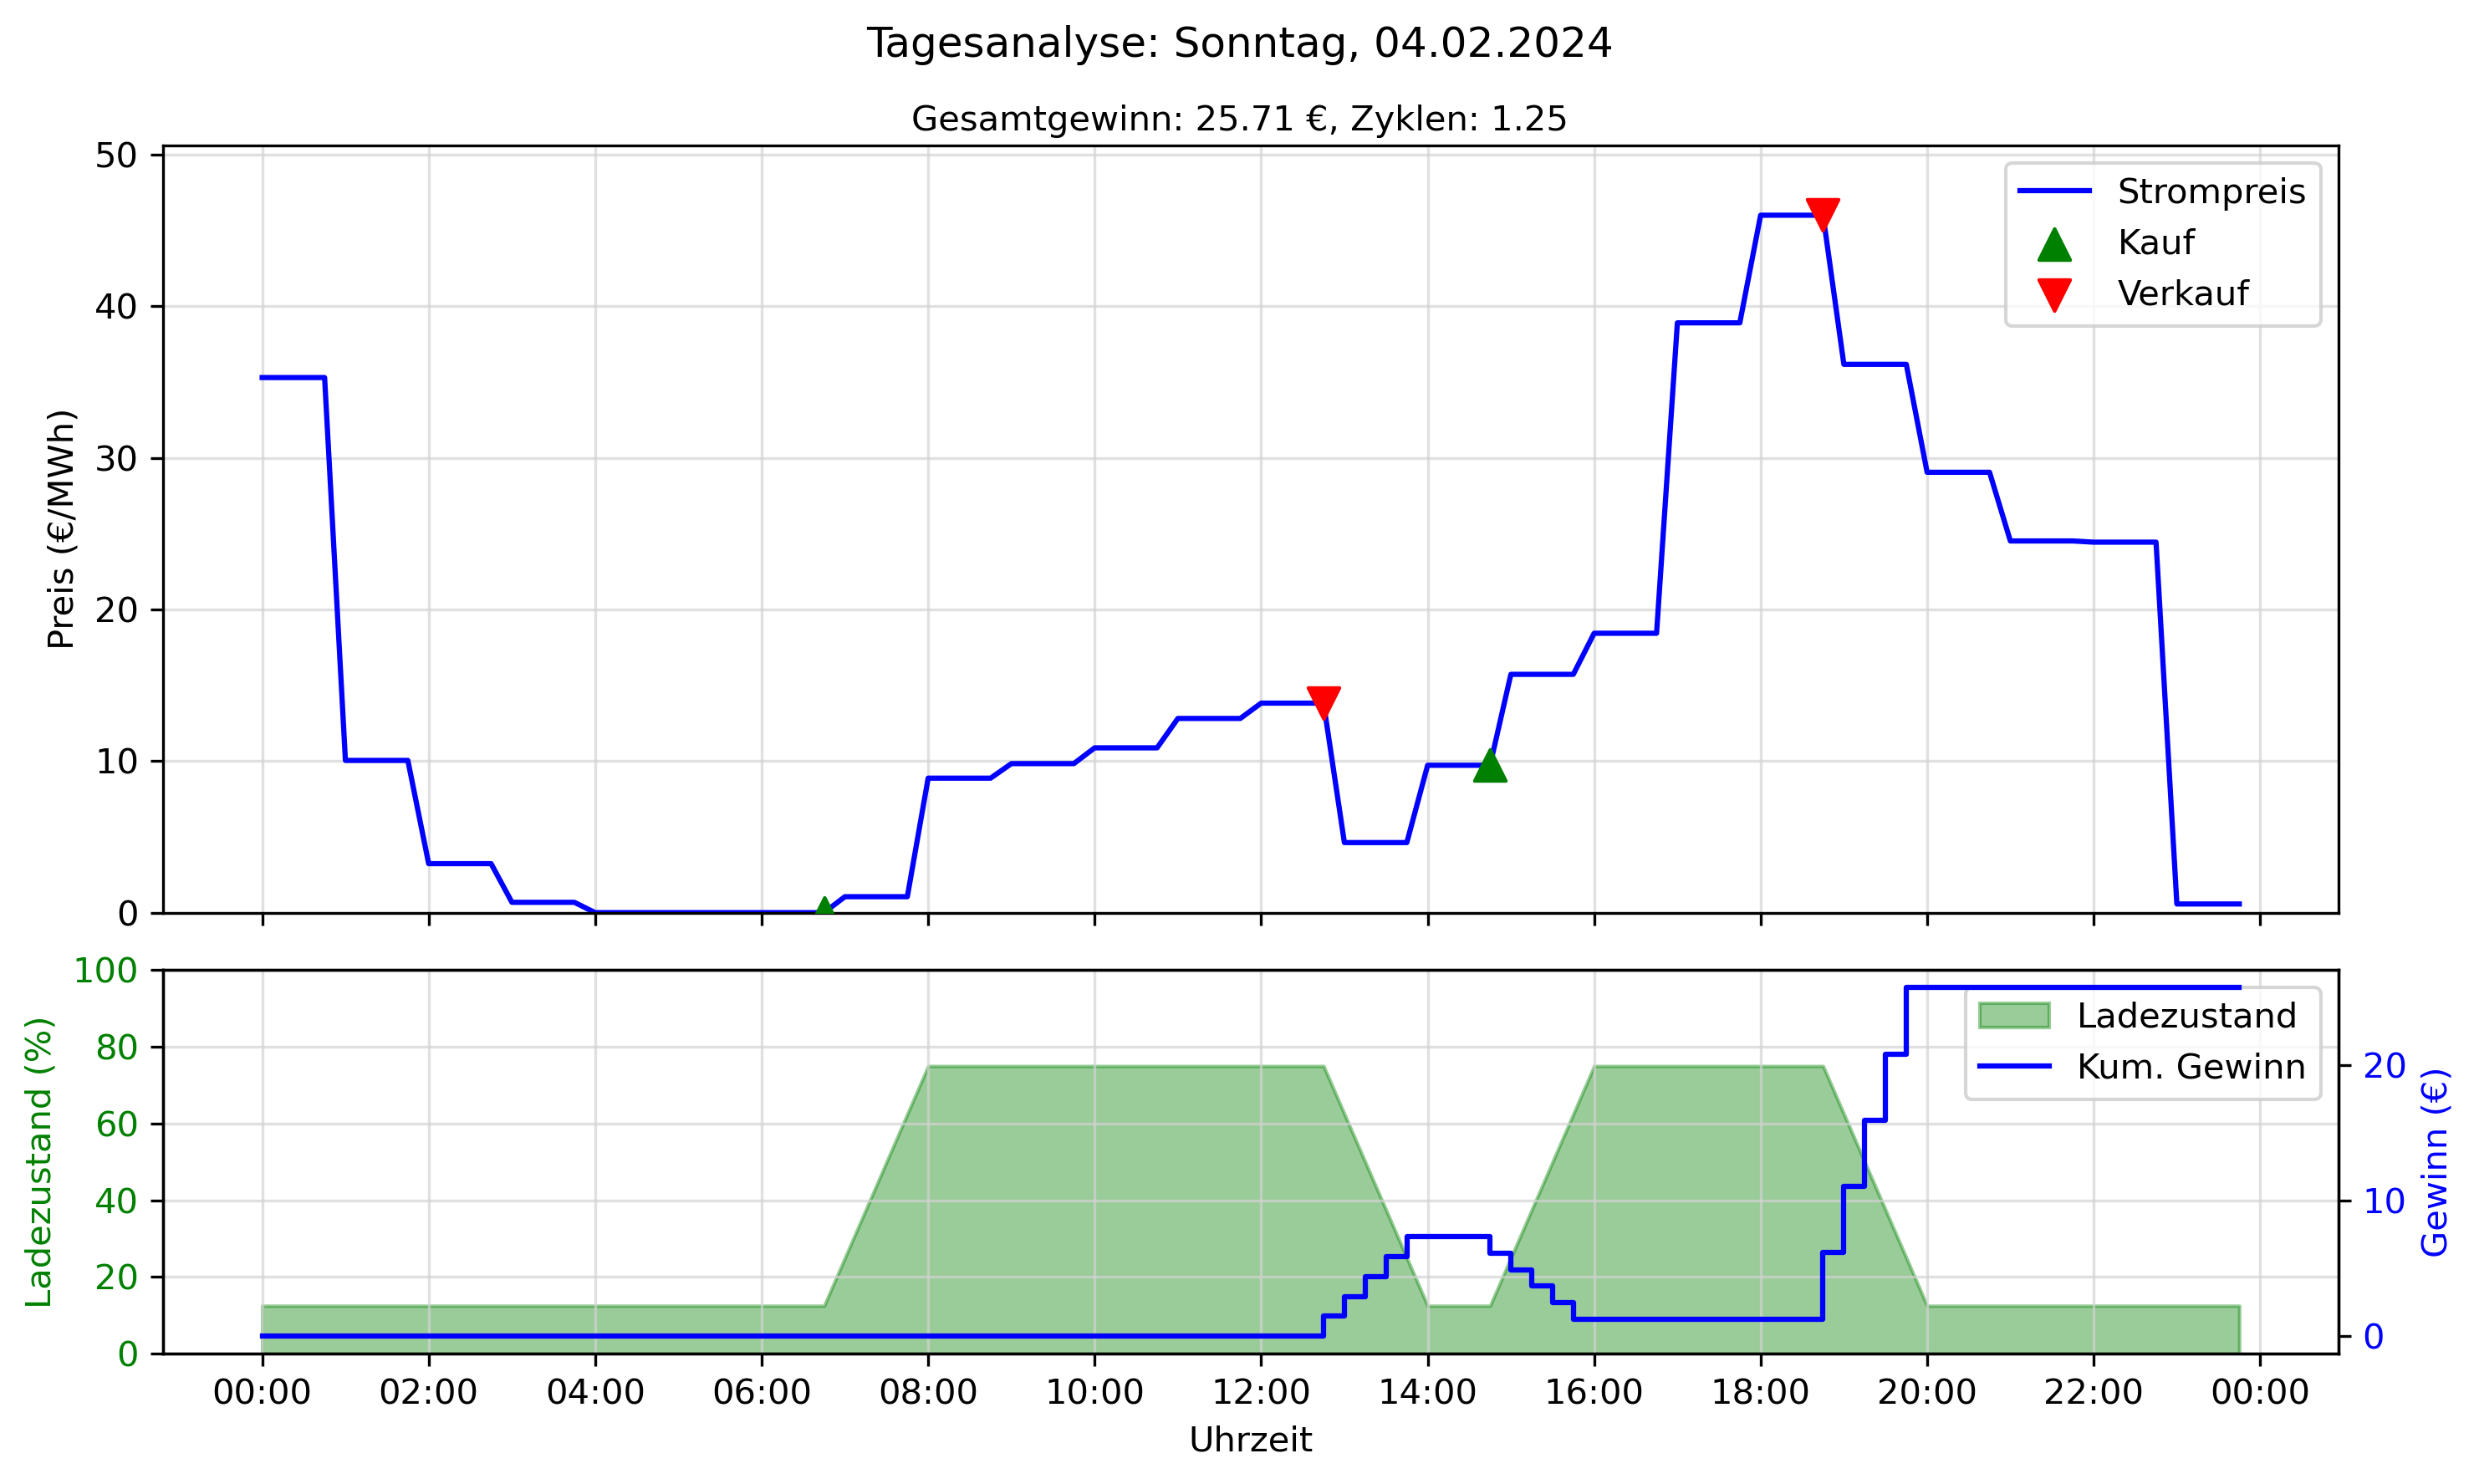 Tagesanalyse: Sonntag, 04.02.2024
Gesamtgewinn: 25.71 €, Zyklen: 1.25
Preis (€/MWh)
50
40
30
20
10
0
Strompreis
Kauf
Verkauf
Ladezustand (%)
100
80
60
40
20
0
Ladezustand
Kum. Gewinn
20
10
0
Gewinn (€)
00:00 02:00 04:00 06:00 08:00 10:00 12:00 14:00 16:00 18:00 20:00 22:00 00:00
Uhrzeit